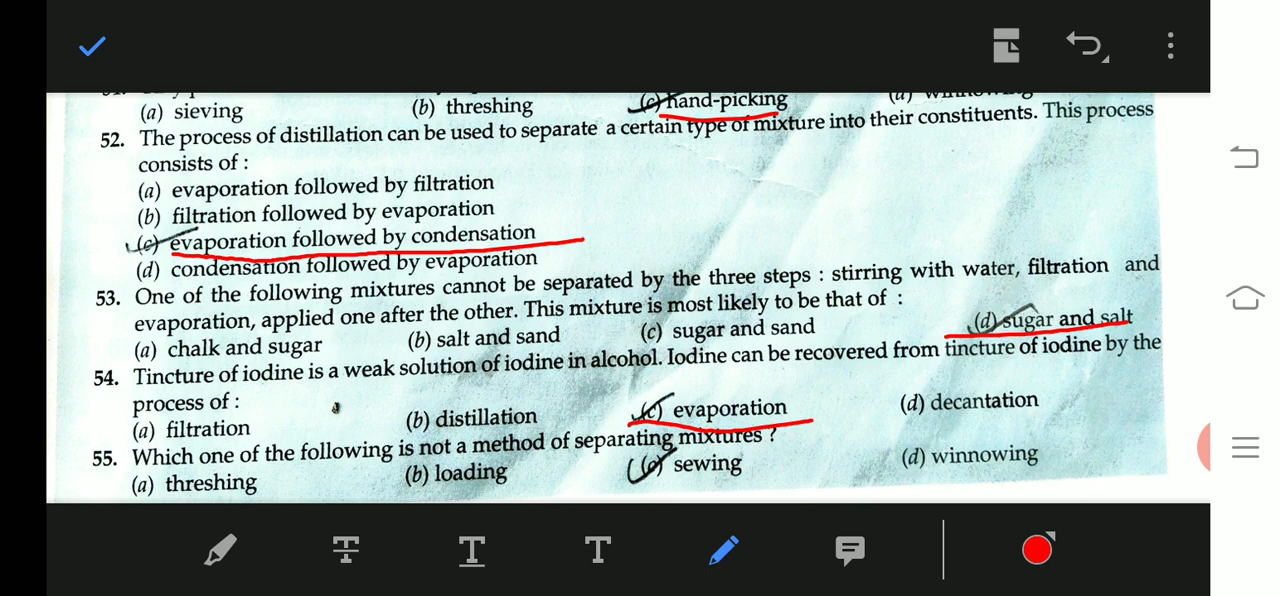 (a) sieving (b) threshing (c) hand-picking (d) winnowing
52. The process of distillation can be used to separate a certain type of mixture into their constituents. This process
consists of :
(a) evaporation followed by filtration
(b) filtration followed by evaporation
(c) evaporation followed by condensation
(d) condensation followed by evaporation
53. One of the following mixtures cannot be separated by the three steps : stirring with water, filtration and
evaporation, applied one after the other. This mixture is most likely to be that of :
(a) chalk and sugar (b) salt and sand (c) sugar and sand (d) sugar and salt
54. Tincture of iodine is a weak solution of iodine in alcohol. Iodine can be recovered from tincture of iodine by the
process of :
(a) filtration (b) distillation (c) evaporation (d) decantation
55. Which one of the following is not a method of separating mixtures ?
(a) threshing (b) loading (c) sewing (d) winnowing
T T T